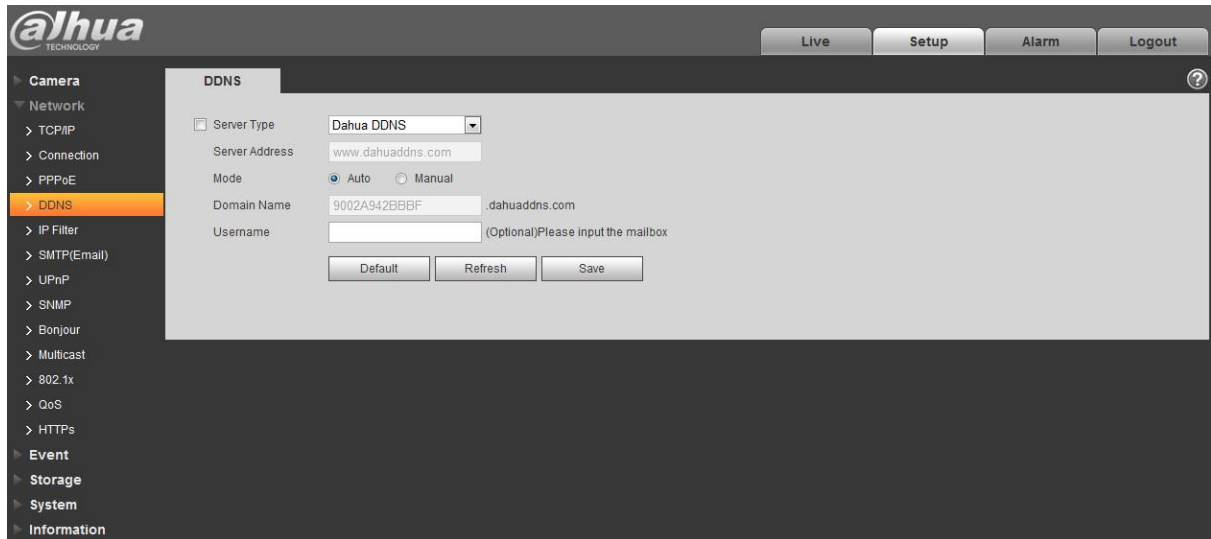 alhua
TECHNOLOGY
Live
Setup
Alarm
Logout
Camera
Network
TCP/IP
Connection
PPPoE
DDNS
IP Filter
SMTP(Email)
UPnP
SNMP
Bonjour
Multicast
802.1x
QoS
HTTPs
Event
Storage
System
Information
DDNS
?
Server Type Dahua DDNS
Server Address www.dahuaddns.com
Mode Auto Manual
Domain Name 9002A942BBBF .dahuaddns.com
Username (Optional)Please input the mailbox
Default Refresh Save